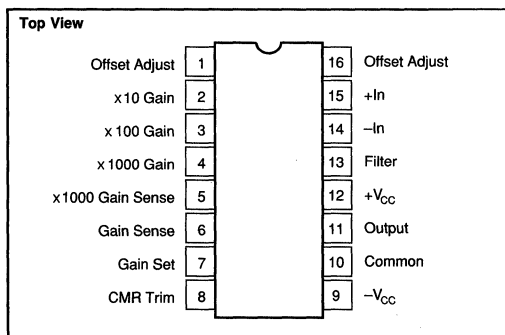 Top View
Offset Adjust 1 16 Offset Adjust
x10 Gain 2 15 +In
x100 Gain 3 14 –In
x1000 Gain 4 13 Filter
x1000 Gain Sense 5 12 +VCC
Gain Sense 6 11 Output
Gain Set 7 10 Common
CMR Trim 8 9 –VCC